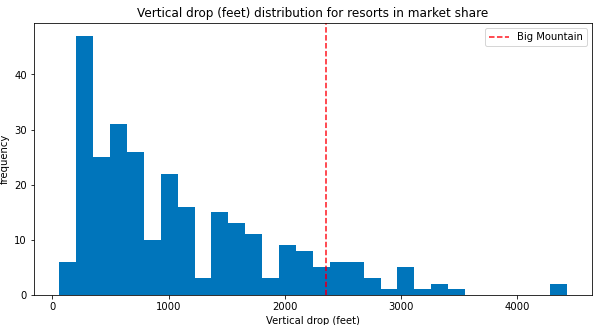 Vertical drop (feet) distribution for resorts in market share
Big Mountain
frequency
40
30
20
10
0
0 1000 2000 3000 4000
Vertical drop (feet)